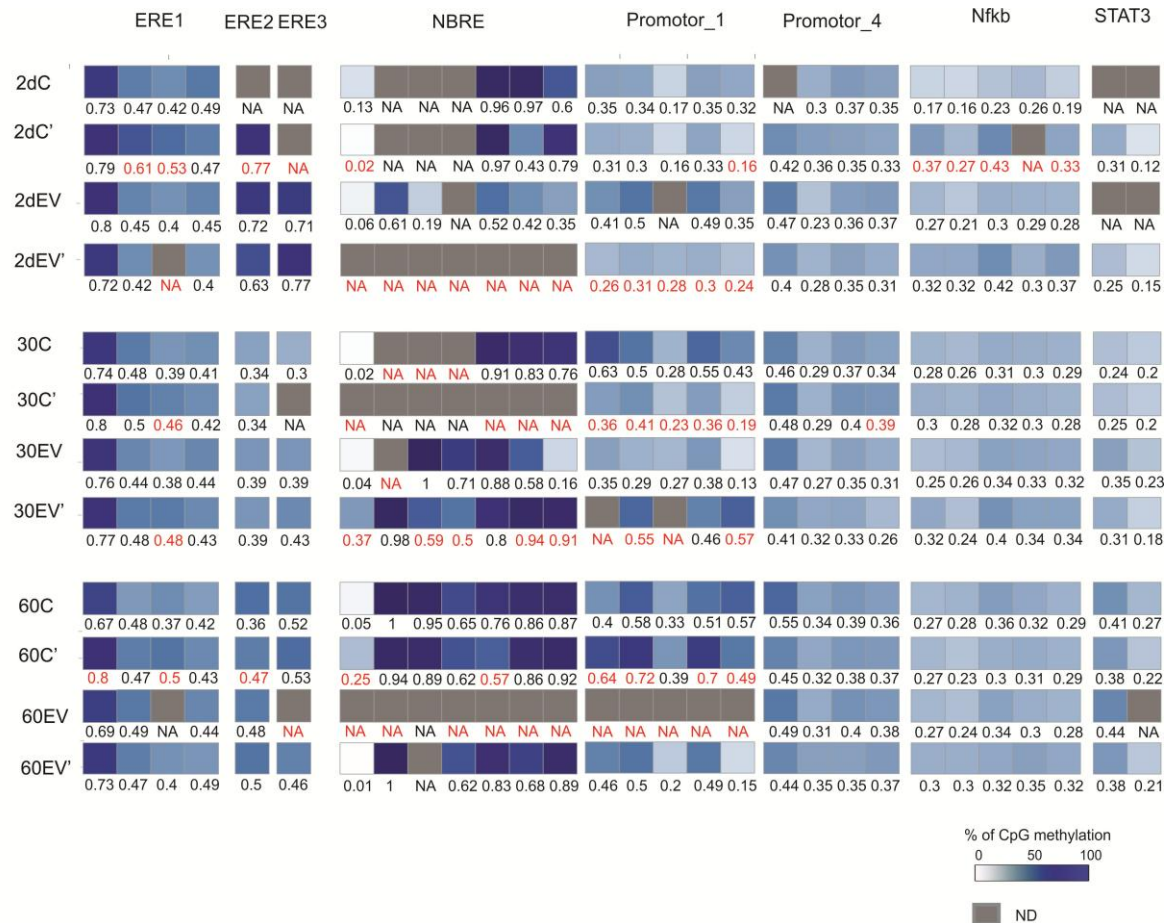 ERE1 ERE2 ERE3 NBRE Promotor_1 Promotor_4 Nfkb STAT3
2dC
0.73 0.47 0.42 0.49 NA NA 0.13 NA NA NA 0.96 0.97 0.6 0.35 0.34 0.17 0.35 0.32 NA 0.3 0.37 0.35 0.17 0.16 0.23 0.26 0.19 NA NA
2dC'
0.79 0.61 0.53 0.47 0.77 NA 0.02 NA NA NA 0.97 0.43 0.79 0.31 0.3 0.16 0.33 0.16 0.42 0.36 0.35 0.33 0.37 0.27 0.43 NA 0.33 0.31 0.12
2dEV
0.8 0.45 0.4 0.45 0.72 0.71 0.06 0.61 0.19 NA 0.52 0.42 0.35 0.41 0.5 NA 0.49 0.35 0.47 0.23 0.36 0.37 0.27 0.21 0.3 0.29 0.28 NA NA
2dEV'
0.72 0.42 NA 0.4 0.63 0.77 NA NA NA NA NA NA NA 0.26 0.31 0.28 0.3 0.24 0.4 0.28 0.35 0.31 0.32 0.32 0.42 0.3 0.37 0.25 0.15
30C
0.74 0.48 0.39 0.41 0.34 0.3 0.02 NA NA NA 0.91 0.83 0.76 0.63 0.5 0.28 0.55 0.43 0.46 0.29 0.37 0.34 0.28 0.26 0.31 0.3 0.29 0.24 0.2
30C'
0.8 0.5 0.46 0.42 0.34 NA NA NA NA NA NA NA NA 0.36 0.41 0.23 0.36 0.19 0.48 0.29 0.4 0.39 0.3 0.28 0.32 0.3 0.28 0.25 0.2
30EV
0.76 0.44 0.38 0.44 0.39 0.39 0.04 NA 1 0.71 0.88 0.58 0.16 0.35 0.29 0.27 0.38 0.13 0.47 0.27 0.35 0.31 0.25 0.26 0.34 0.33 0.32 0.35 0.23
30EV'
0.77 0.48 0.48 0.43 0.39 0.43 0.37 0.98 0.59 0.5 0.8 0.94 0.91 NA 0.55 NA 0.46 0.57 0.41 0.32 0.33 0.26 0.32 0.24 0.4 0.34 0.34 0.31 0.18
60C
0.67 0.48 0.37 0.42 0.36 0.52 0.05 1 0.95 0.65 0.76 0.86 0.87 0.4 0.58 0.33 0.51 0.57 0.55 0.34 0.39 0.36 0.27 0.28 0.36 0.32 0.29 0.41 0.27
60C'
0.8 0.47 0.5 0.43 0.47 0.53 0.25 0.94 0.89 0.62 0.57 0.86 0.92 0.64 0.72 0.39 0.7 0.49 0.45 0.32 0.38 0.37 0.27 0.23 0.3 0.31 0.29 0.38 0.22
60EV
0.69 0.49 NA 0.44 0.48 NA NA NA NA NA NA NA NA NA NA NA NA NA 0.49 0.31 0.4 0.38 0.27 0.24 0.34 0.3 0.28 0.44 NA
60EV'
0.73 0.47 0.4 0.49 0.5 0.46 0.01 1 NA 0.62 0.83 0.68 0.89 0.46 0.5 0.2 0.49 0.15 0.44 0.35 0.35 0.37 0.3 0.3 0.32 0.35 0.32 0.38 0.21
% of CpG methylation
0 50 100
ND